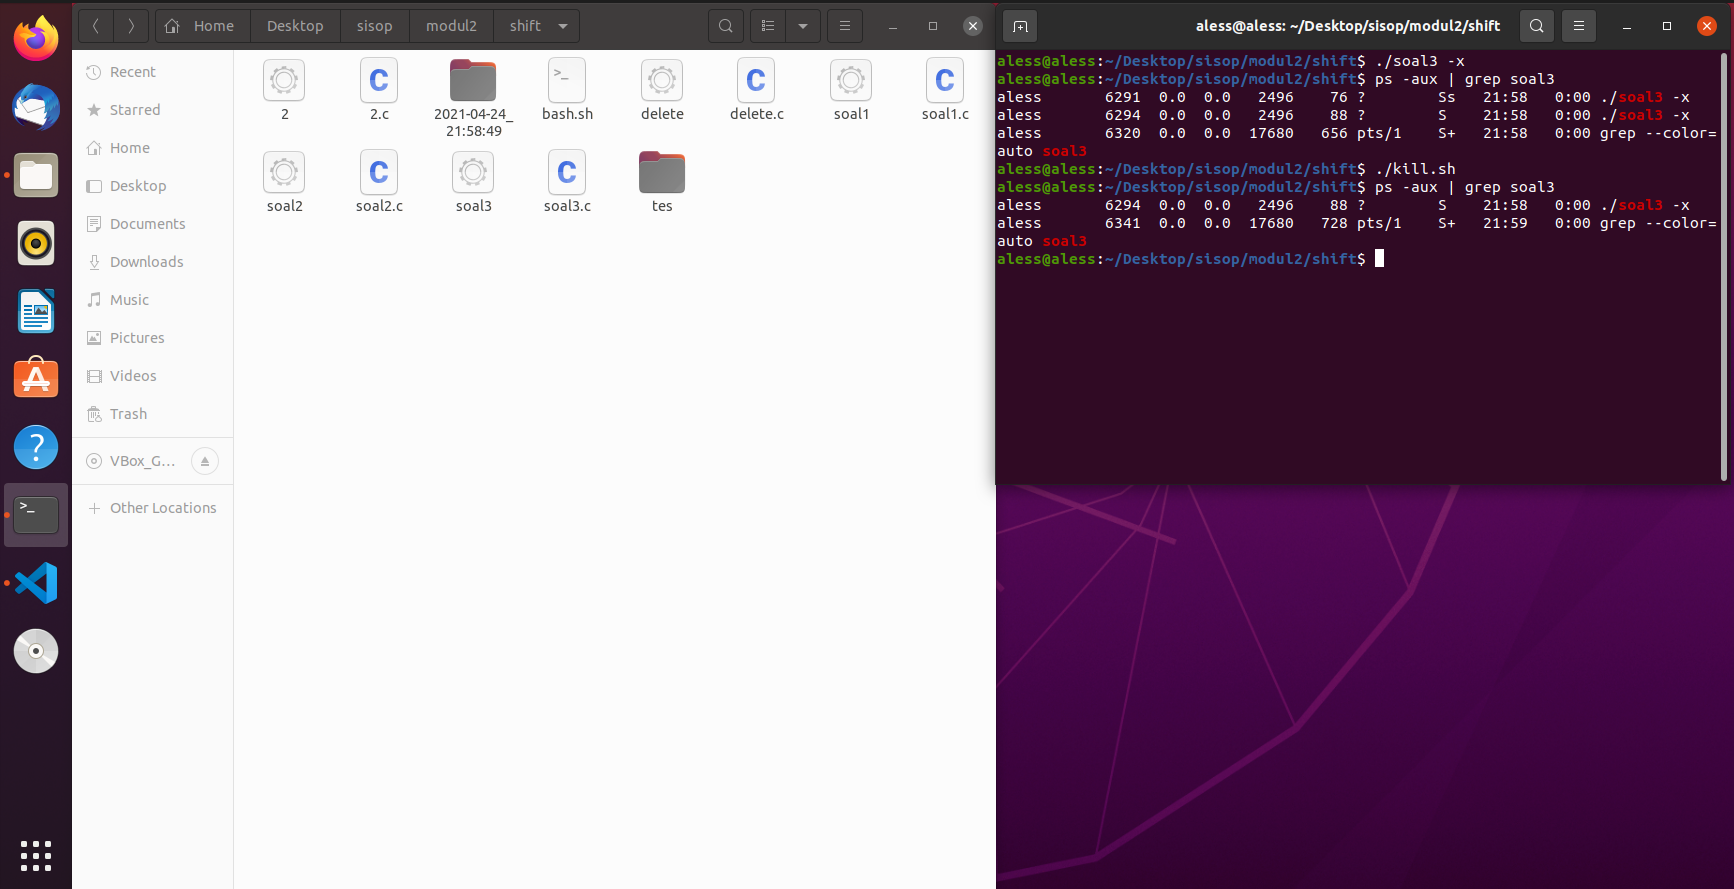 Home Desktop sisop modul2 shift
Recent
Starred
Home
Desktop
Documents
Downloads
Music
Pictures
Videos
Trash
VBox_G...
Other Locations
2
2.c
2021-04-24_
21:58:49
bash.sh
delete
delete.c
soal1
soal1.c
soal2
soal2.c
soal3
soal3.c
tes
aless@aless: ~/Desktop/sisop/modul2/shift
aless@aless:~/Desktop/sisop/modul2/shift$ ./soal3 -x
aless@aless:~/Desktop/sisop/modul2/shift$ ps -aux | grep soal3
aless       6291  0.0  0.0   2496    76 ?        Ss   21:58   0:00 ./soal3 -x
aless       6294  0.0  0.0   2496    88 ?        S    21:58   0:00 ./soal3 -x
aless       6320  0.0  0.0  17680   656 pts/1    S+   21:58   0:00 grep --color=
auto soal3
aless@aless:~/Desktop/sisop/modul2/shift$ ./kill.sh
aless@aless:~/Desktop/sisop/modul2/shift$ ps -aux | grep soal3
aless       6294  0.0  0.0   2496    88 ?        S    21:58   0:00 ./soal3 -x
aless       6341  0.0  0.0  17680   728 pts/1    S+   21:59   0:00 grep --color=
auto soal3
aless@aless:~/Desktop/sisop/modul2/shift$